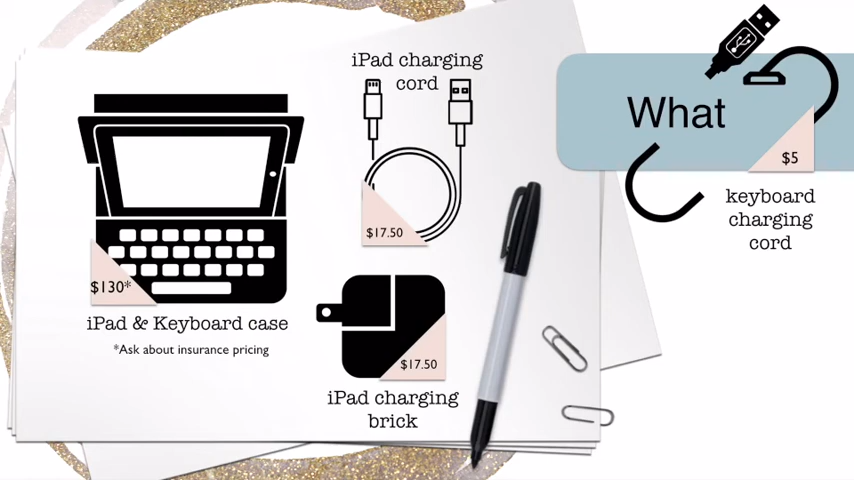 iPad charging
cord
What
$5
keyboard
charging
cord
$17.50
$130*
iPad & Keyboard case
*Ask about insurance pricing
$17.50
iPad charging
brick